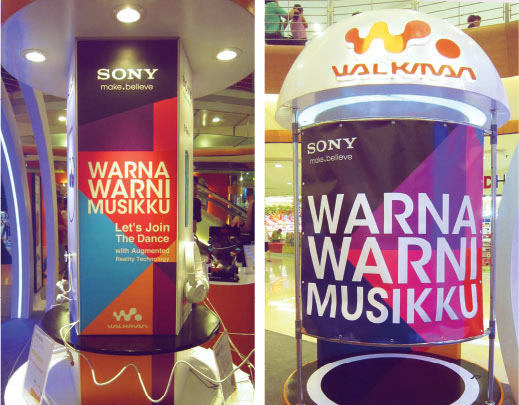 SONY
make.believe
WARNA
WARNI
MUSIKKU
Let's Join
The Dance
with Augmented
Reality Technology
WALKMAN
WALKMAN
SONY
make.believe
WARNA
WARNI
MUSIKKU